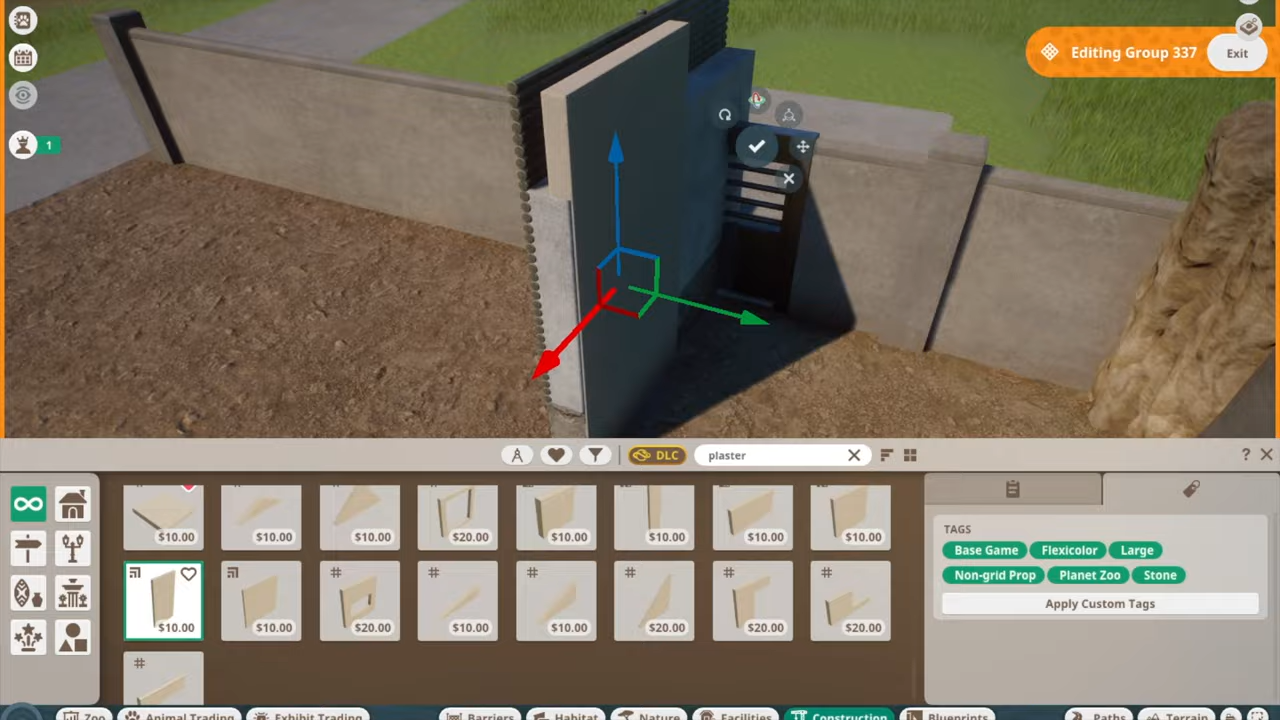 Editing Group 337
Exit
1
DLC
plaster
?
$10.00 $10.00 $10.00 $20.00 $10.00 $10.00 $10.00 $10.00
$10.00 $10.00 $20.00 $10.00 $10.00 $20.00 $20.00 $20.00
TAGS
Base Game Flexicolor Large
Non-grid Prop Planet Zoo Stone
Apply Custom Tags
Zoo Animal Trading Exhibit Trading Barriers Habitat Nature Facilities Construction Blueprints Paths Terrain